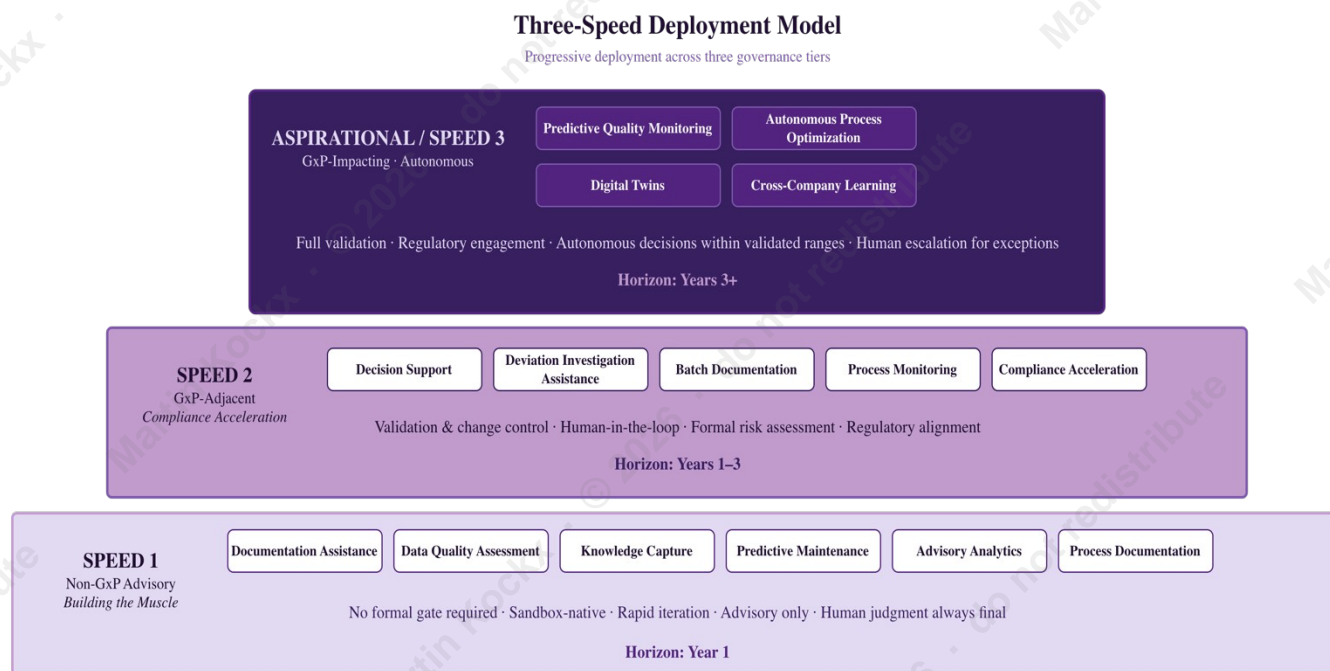 Three-Speed Deployment Model
Progressive deployment across three governance tiers
ASPIRATIONAL / SPEED 3
GxP-Impacting · Autonomous
Predictive Quality Monitoring
Autonomous Process
Optimization
Digital Twins
Cross-Company Learning
Full validation · Regulatory engagement · Autonomous decisions within validated ranges · Human escalation for exceptions
Horizon: Years 3+
SPEED 2
GxP-Adjacent
Compliance Acceleration
Decision Support
Deviation Investigation
Assistance
Batch Documentation
Process Monitoring
Compliance Acceleration
Validation & change control · Human-in-the-loop · Formal risk assessment · Regulatory alignment
Horizon: Years 1–3
SPEED 1
Non-GxP Advisory
Building the Muscle
Documentation Assistance
Data Quality Assessment
Knowledge Capture
Predictive Maintenance
Advisory Analytics
Process Documentation
No formal gate required · Sandbox-native · Rapid iteration · Advisory only · Human judgment always final
Horizon: Year 1
Martin Kockx · © 2026 · do not redistribute